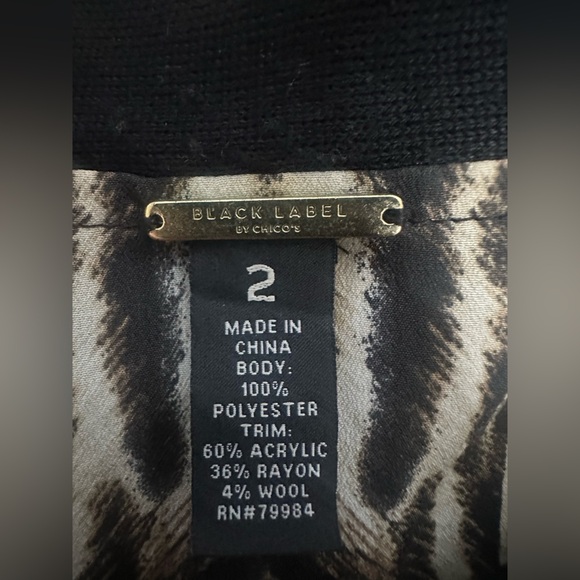 BLACK LABEL
BY CHICO'S
2
MADE IN
CHINA
BODY:
100%
POLYESTER
TRIM:
60% ACRYLIC
36% RAYON
4% WOOL
RN#79984